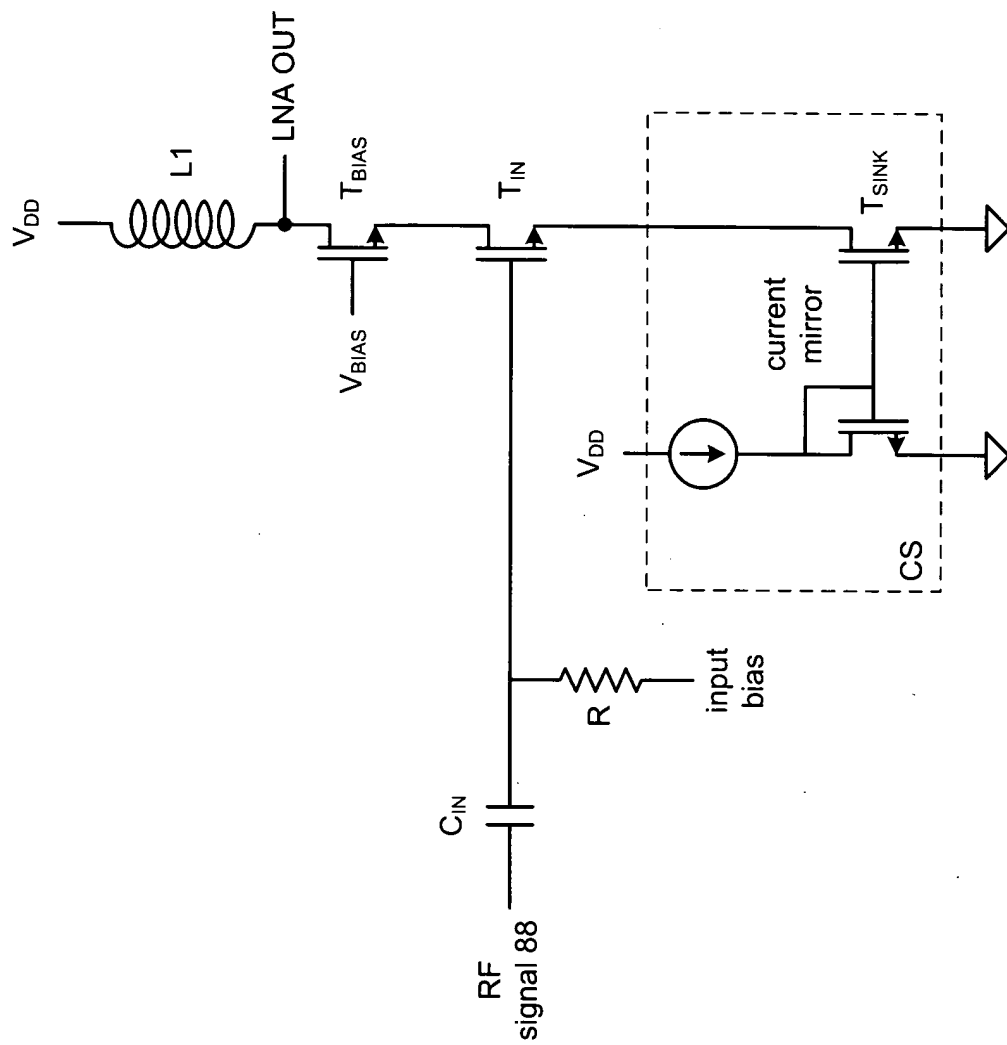 V_DD
L1
LNA OUT
T_BIAS
V_BIAS
T_IN
C_IN
RF
signal 88
R
input
bias
V_DD
current
mirror
T_SINK
CS